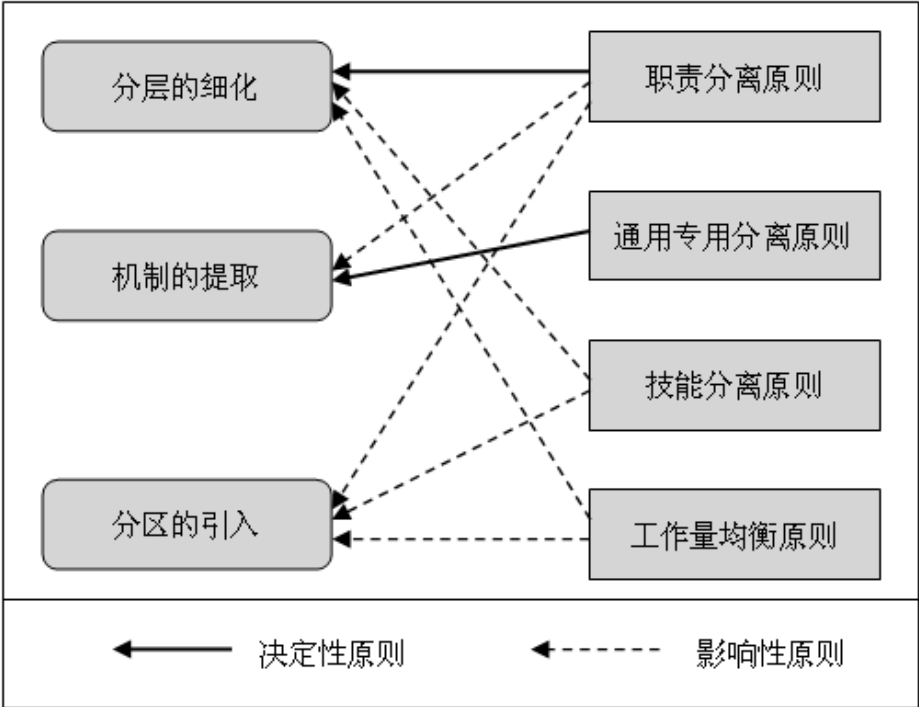 分层的细化
职责分离原则
机制的提取
通用专用分离原则
技能分离原则
分区的引入
工作量均衡原则
决定性原则
影响性原则